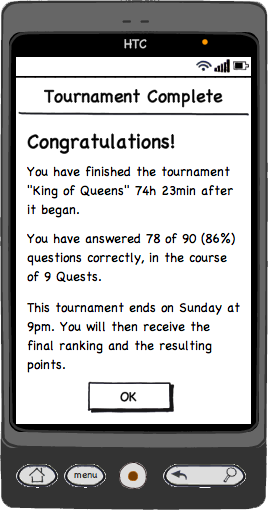 HTC
Tournament Complete
Congratulations!
You have finished the tournament
"King of Queens" 74h 23min after
it began.
You have answered 78 of 90 (86%)
questions correctly, in the course
of 9 Quests.
This tournament ends on Sunday at
9pm. You will then receive the
final ranking and the resulting
points.
OK
menu